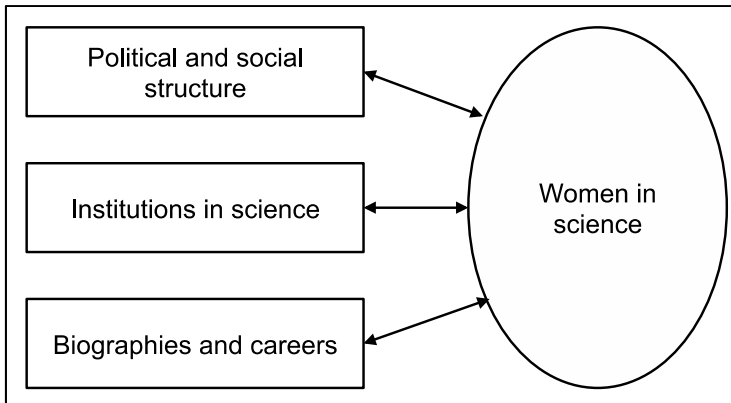 Political and social
structure
Institutions in science
Biographies and careers
Women in
science